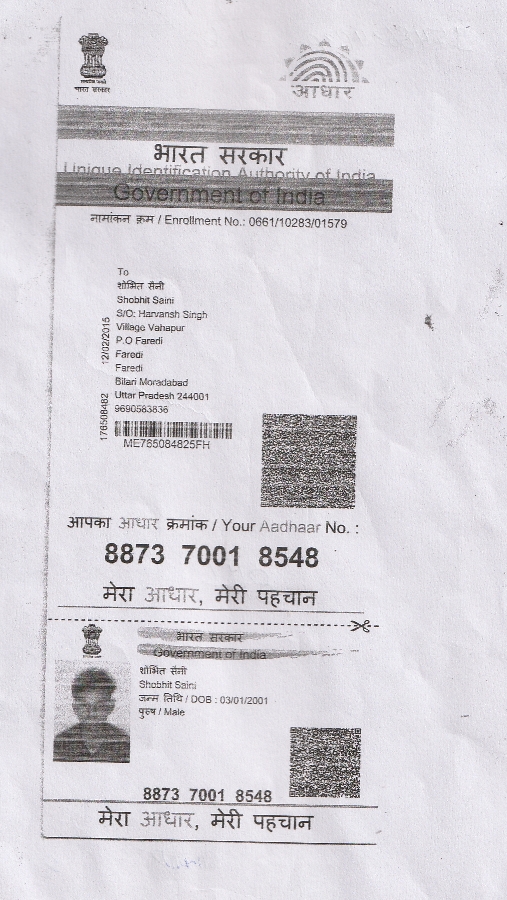 भारत सरकार
आधार
भारत सरकार
Unique Identification Authority of India
Government of India
नामांकन क्रम / Enrollment No.: 0661/10283/01579
To
शोभित सैनी
Shobhit Saini
S/O: Harvansh Singh
Village Vahapur
P.O Faredi
Faredi
Faredi
Bilari Moradabad
Uttar Pradesh 244001
9690583836
176508482 12/02/2015
ME765084825FH
आपका आधार क्रमांक / Your Aadhaar No. :
8873 7001 8548
मेरा आधार, मेरी पहचान
भारत सरकार
Government of India
शोभित सैनी
Shobhit Saini
जन्म तिथि / DOB : 03/01/2001
पुरुष / Male
8873 7001 8548
मेरा आधार, मेरी पहचान